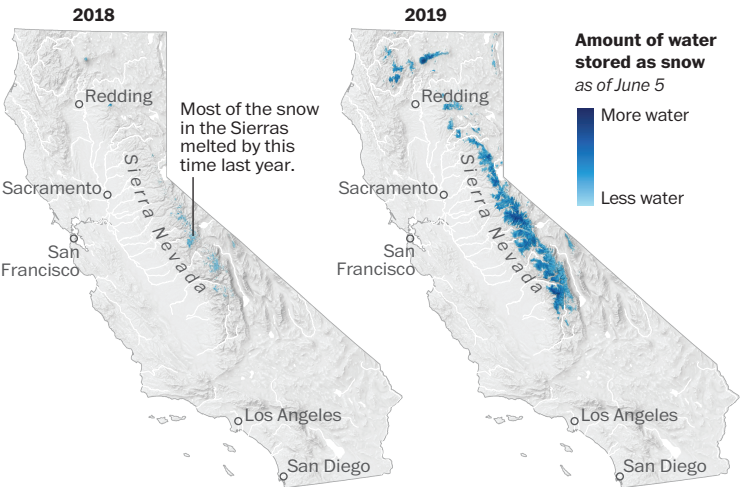 2018
2019
Amount of water
stored as snow
as of June 5
More water
Less water
Redding
Most of the snow
in the Sierras
melted by this
time last year.
Sierra Nevada
Sacramento
San
Francisco
Los Angeles
San Diego
Redding
Sierra Nevada
Sacramento
San
Francisco
Los Angeles
San Diego